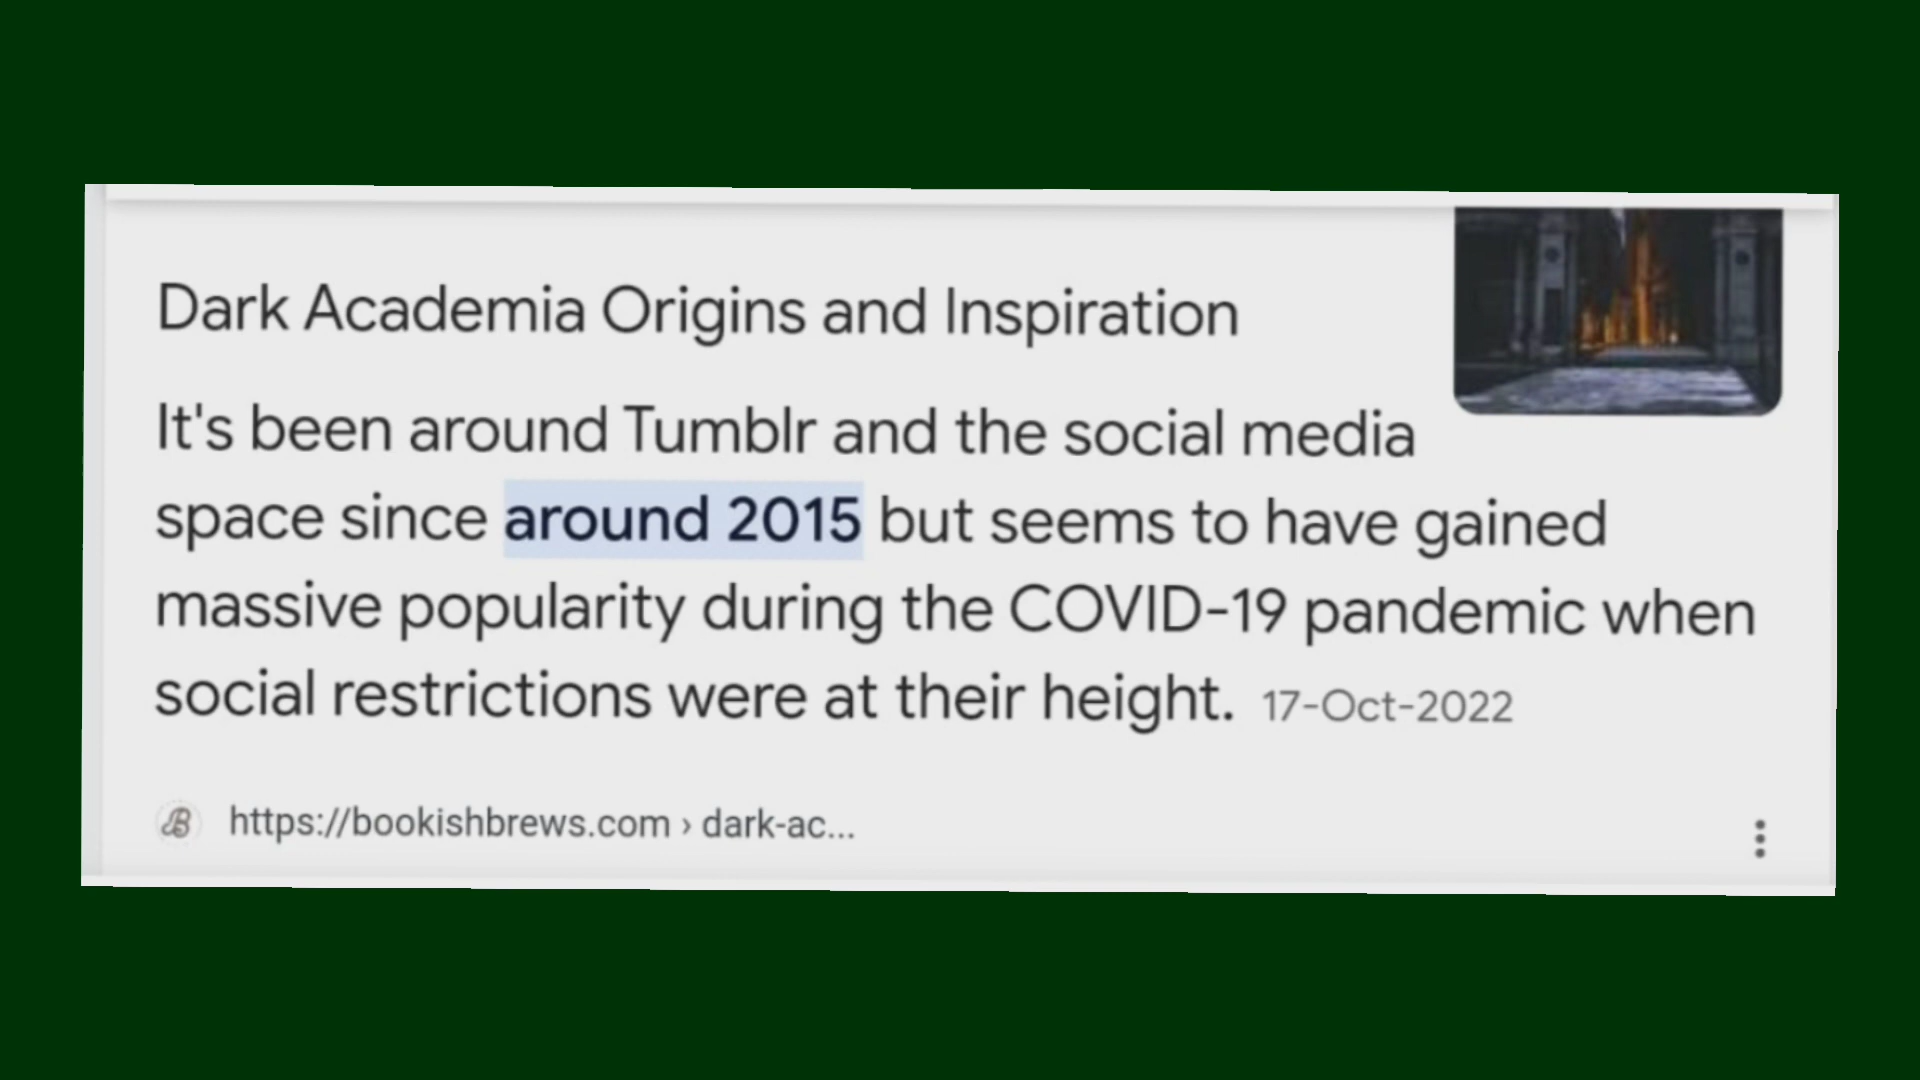 Dark Academia Origins and Inspiration
It's been around Tumblr and the social media
space since around 2015 but seems to have gained
massive popularity during the COVID-19 pandemic when
social restrictions were at their height. 17-Oct-2022
https://bookishbrews.com › dark-ac...